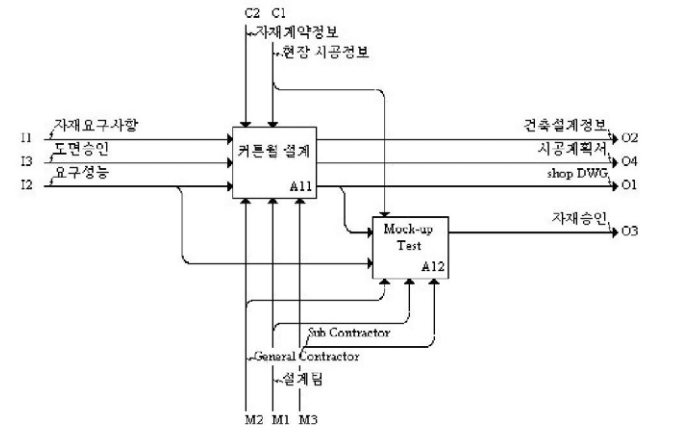 C2 C1
자재계약정보
현장 시공정보
I1 자재요구사항
건축설계정보 O2
I3 도면승인
시공계획서 O4
I2 요구성능
shop DWG O1
커튼월 설계
A11
자재승인 O3
Mock-up
Test
A12
Sub Contractor
General Contractor
설계팀
M2 M1 M3